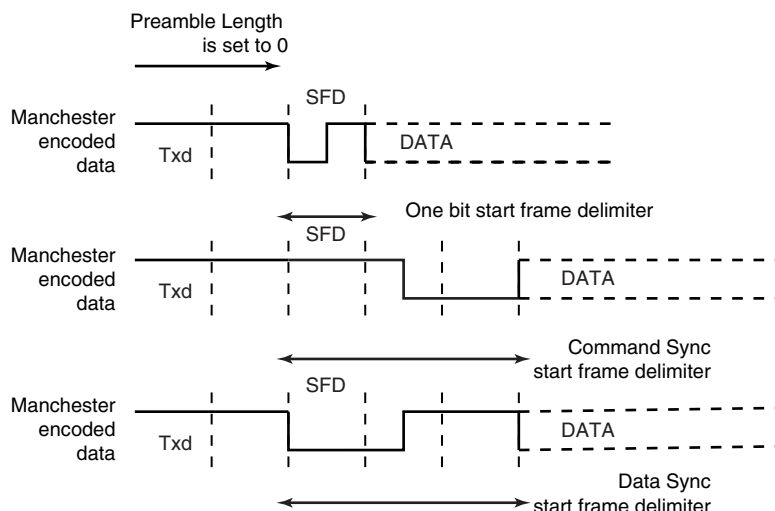 Preamble Length
is set to 0
SFD
Manchester
encoded
data
Txd
DATA
One bit start frame delimiter
SFD
Manchester
encoded
data
Txd
DATA
Command Sync
start frame delimiter
SFD
Manchester
encoded
data
Txd
DATA
Data Sync
start frame delimiter